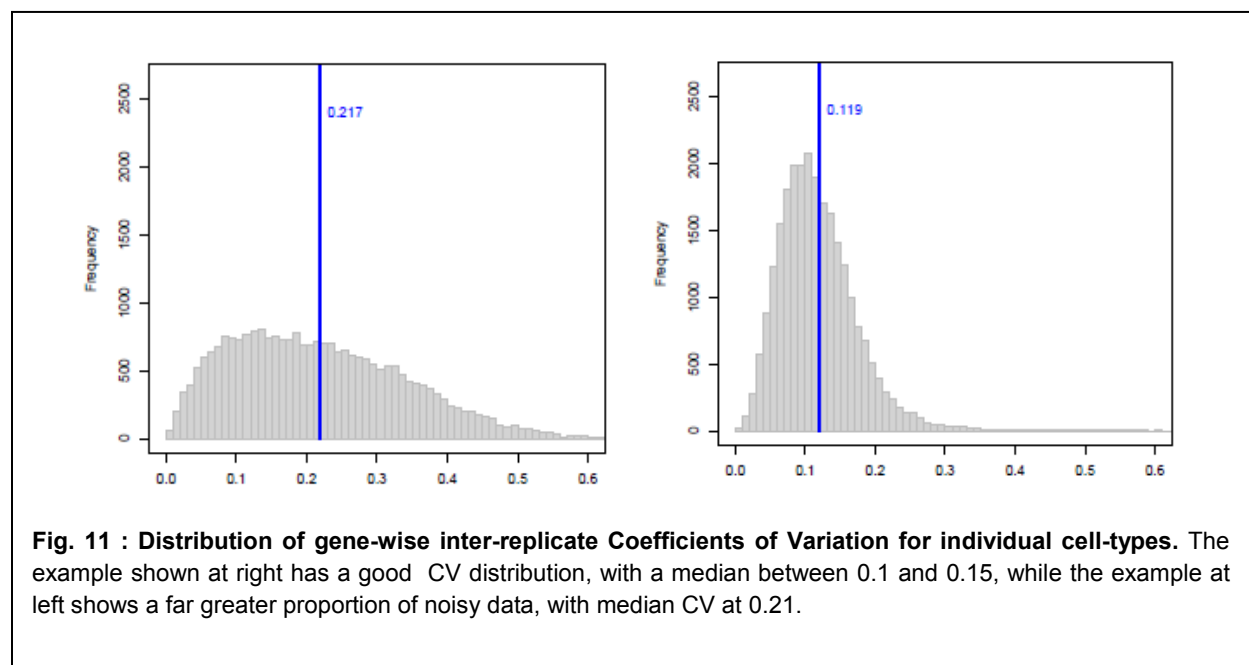 0.217
Frequency
2500
2000
1500
1000
500
0
0.0 0.1 0.2 0.3 0.4 0.5 0.6
0.119
Frequency
2500
2000
1500
1000
500
0
0.0 0.1 0.2 0.3 0.4 0.5 0.6
Fig. 11 : Distribution of gene-wise inter-replicate Coefficients of Variation for individual cell-types. The
example shown at right has a good CV distribution, with a median between 0.1 and 0.15, while the example at
left shows a far greater proportion of noisy data, with median CV at 0.21.